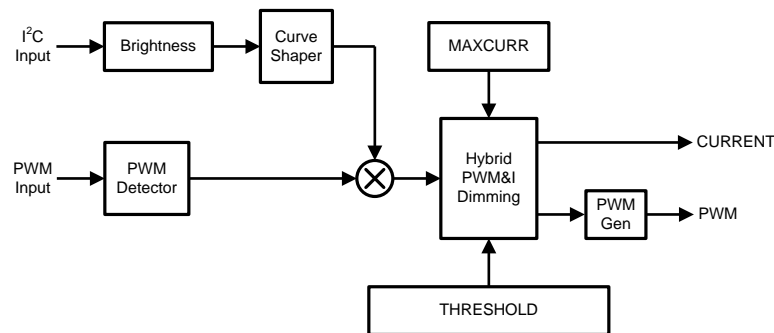 I²C
Input
Brightness
Curve
Shaper
MAXCURR
PWM
Input
PWM
Detector
Hybrid
PWM&I
Dimming
CURRENT
PWM
Gen
PWM
THRESHOLD